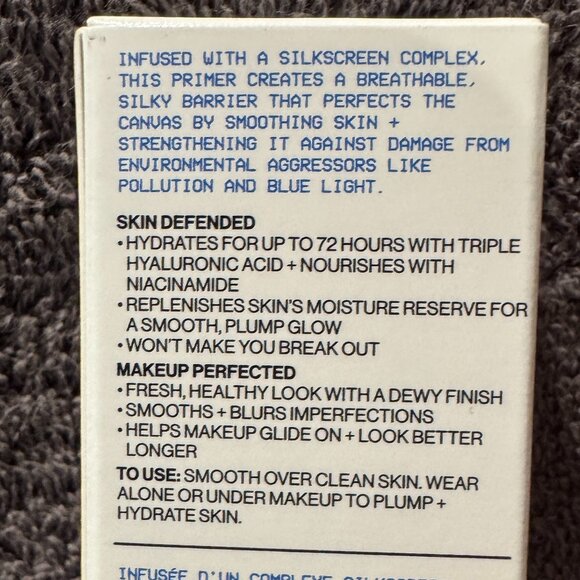 INFUSED WITH A SILKSCREEN COMPLEX,
THIS PRIMER CREATES A BREATHABLE,
SILKY BARRIER THAT PERFECTS THE
CANVAS BY SMOOTHING SKIN +
STRENGTHENING IT AGAINST DAMAGE FROM
ENVIRONMENTAL AGGRESSORS LIKE
POLLUTION AND BLUE LIGHT.
SKIN DEFENDED
• HYDRATES FOR UP TO 72 HOURS WITH TRIPLE
HYALURONIC ACID + NOURISHES WITH
NIACINAMIDE
• REPLENISHES SKIN'S MOISTURE RESERVE FOR
A SMOOTH, PLUMP GLOW
• WON'T MAKE YOU BREAK OUT
MAKEUP PERFECTED
• FRESH, HEALTHY LOOK WITH A DEWY FINISH
• SMOOTHS + BLURS IMPERFECTIONS
• HELPS MAKEUP GLIDE ON + LOOK BETTER
LONGER
TO USE: SMOOTH OVER CLEAN SKIN. WEAR
ALONE OR UNDER MAKEUP TO PLUMP +
HYDRATE SKIN.
INFUSÉE D'UN COMPLEXE